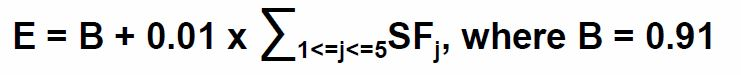 E = B + 0.01 x ∑1<=j<=5SFj, where B = 0.91